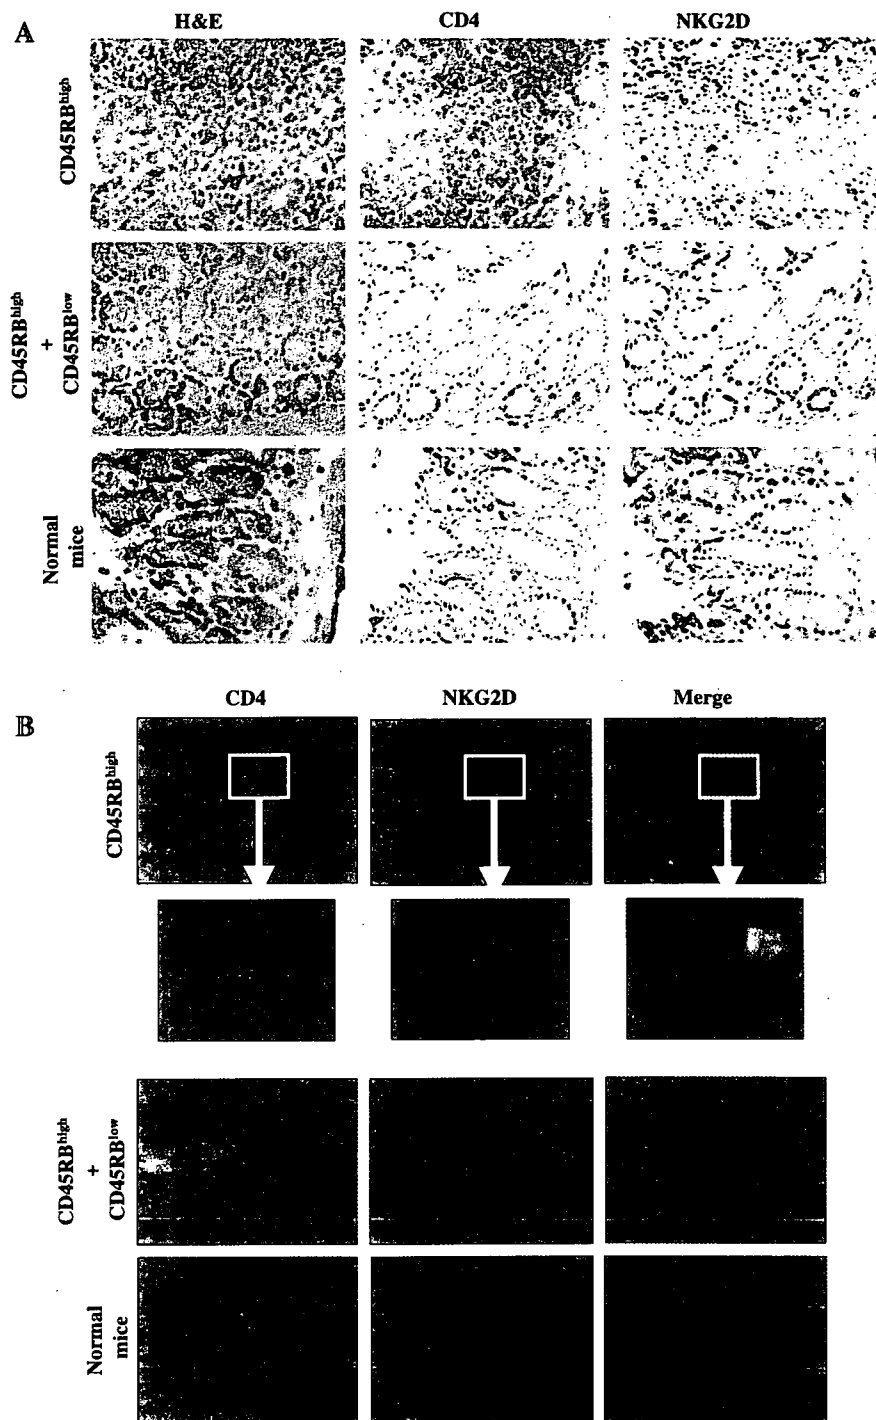 A
H&E CD4 NKG2D
CD45RBhigh
CD45RBhigh
+
CD45RBlow
Normal
mice
B
CD4 NKG2D Merge
CD45RBhigh
CD45RBhigh
+
CD45RBlow
Normal
mice